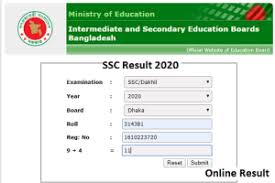 Ministry of Education
Intermediate and Secondary Education Boards
Bangladesh
Official Website of Education Board
SSC Result 2020
Examination : SSC/Dakhil
Year : 2020
Board : Dhaka
Roll : 314381
Reg: No : 1610223720
9 + 4 = 11
Reset Submit
Online Result